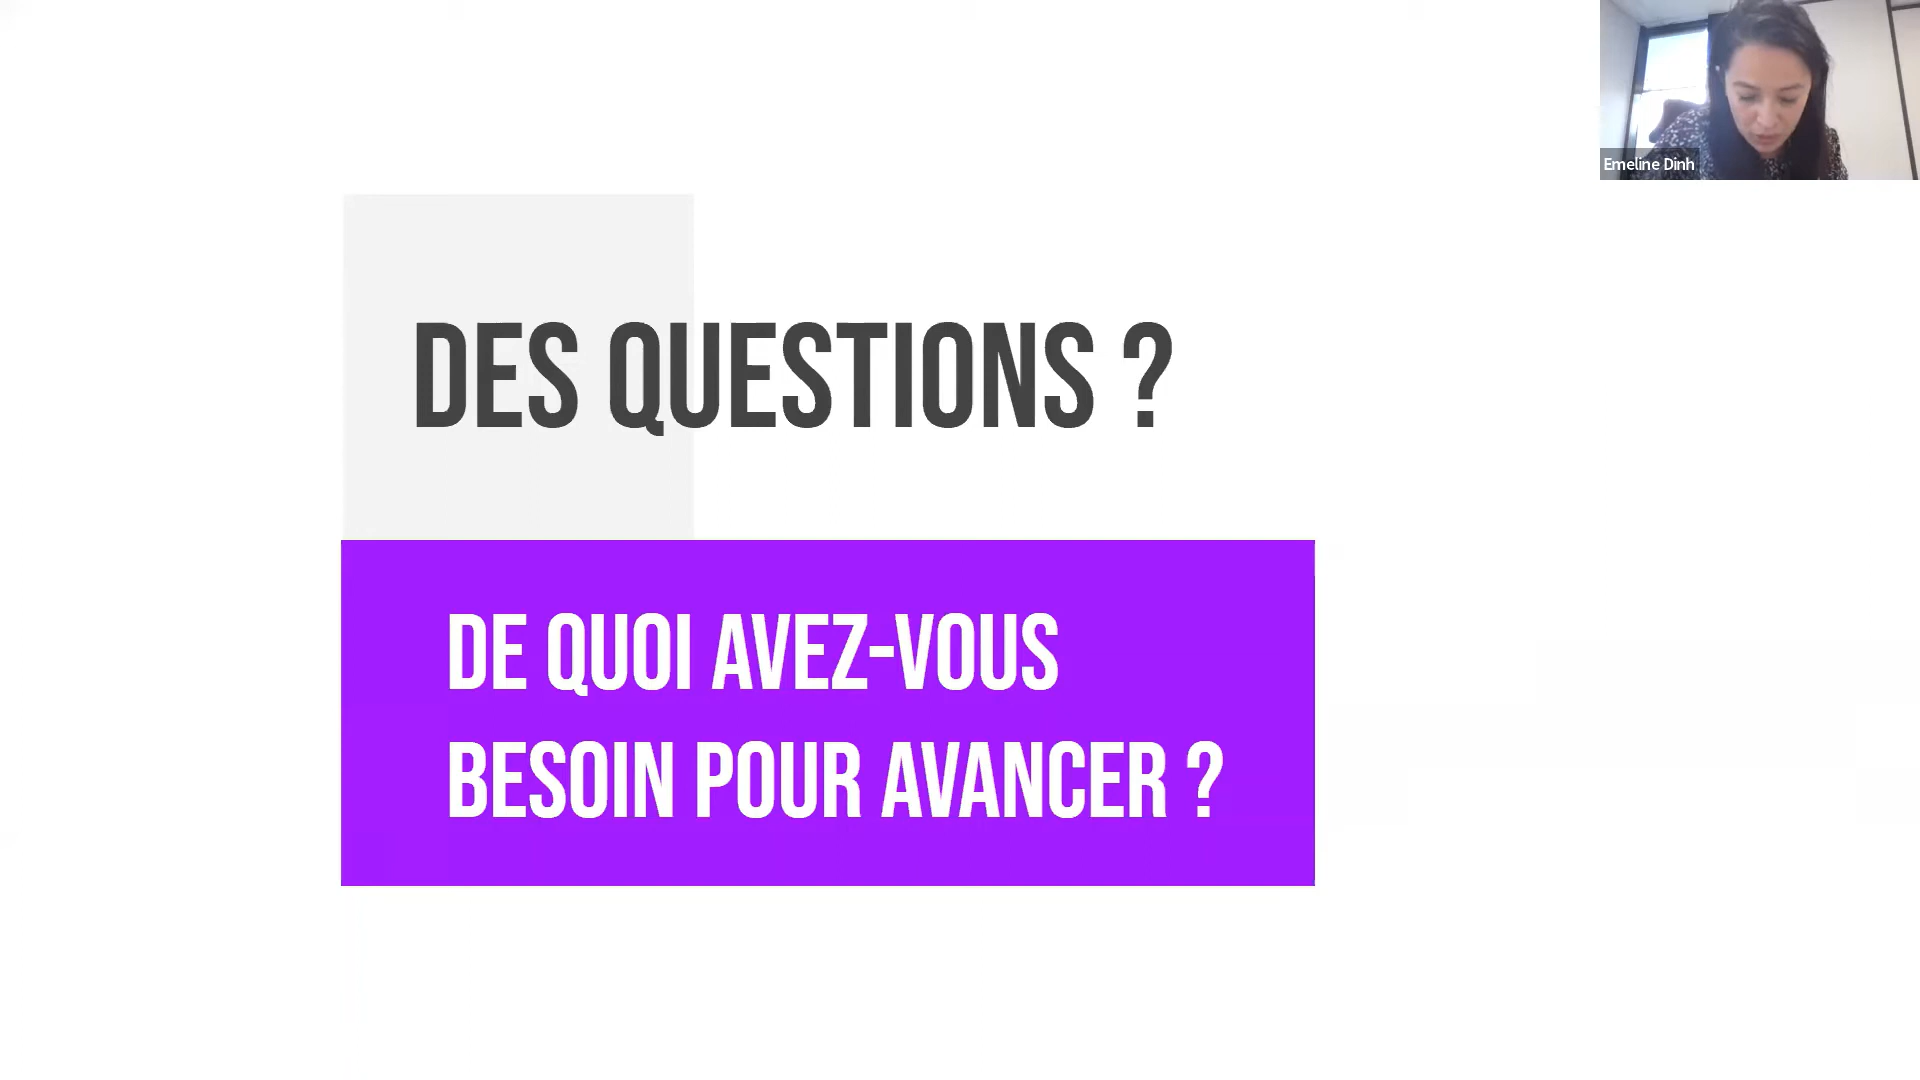 Emeline Dinh
DES QUESTIONS ?
DE QUOI AVEZ-VOUS
BESOIN POUR AVANCER ?